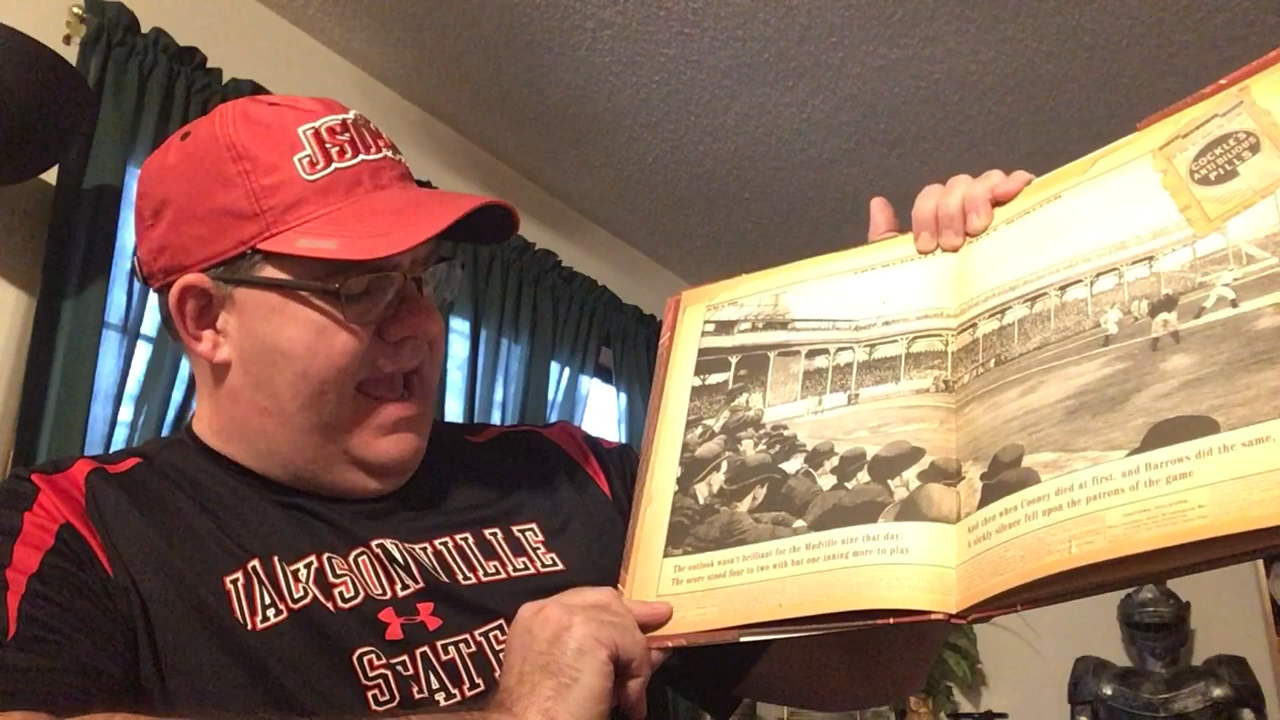 JSU
JACKSONVILLE
STATE
COCKLE'S
ANTIBILIOUS
PILLS
The outlook wasn't brilliant for the Mudville nine that day.
The score stood four to two with but one inning more to play
And then when Cooney died at first, and Barrows did the same,
A sickly silence fell upon the patrons of the game